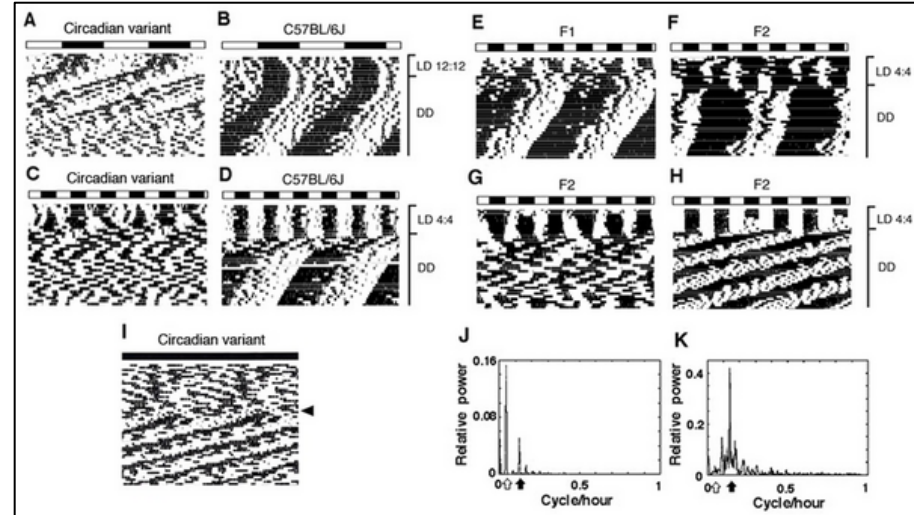 A
Circadian variant
B
C57BL/6J
LD 12:12
DD
C
Circadian variant
D
C57BL/6J
LD 4:4
DD
E
F1
F
F2
LD 4:4
DD
G
F2
H
F2
LD 4:4
DD
I
Circadian variant
J
Relative power
0.16
0.08
0
0
0.5
1
Cycle/hour
K
Relative power
0.4
0.2
0
0
0.5
1
Cycle/hour